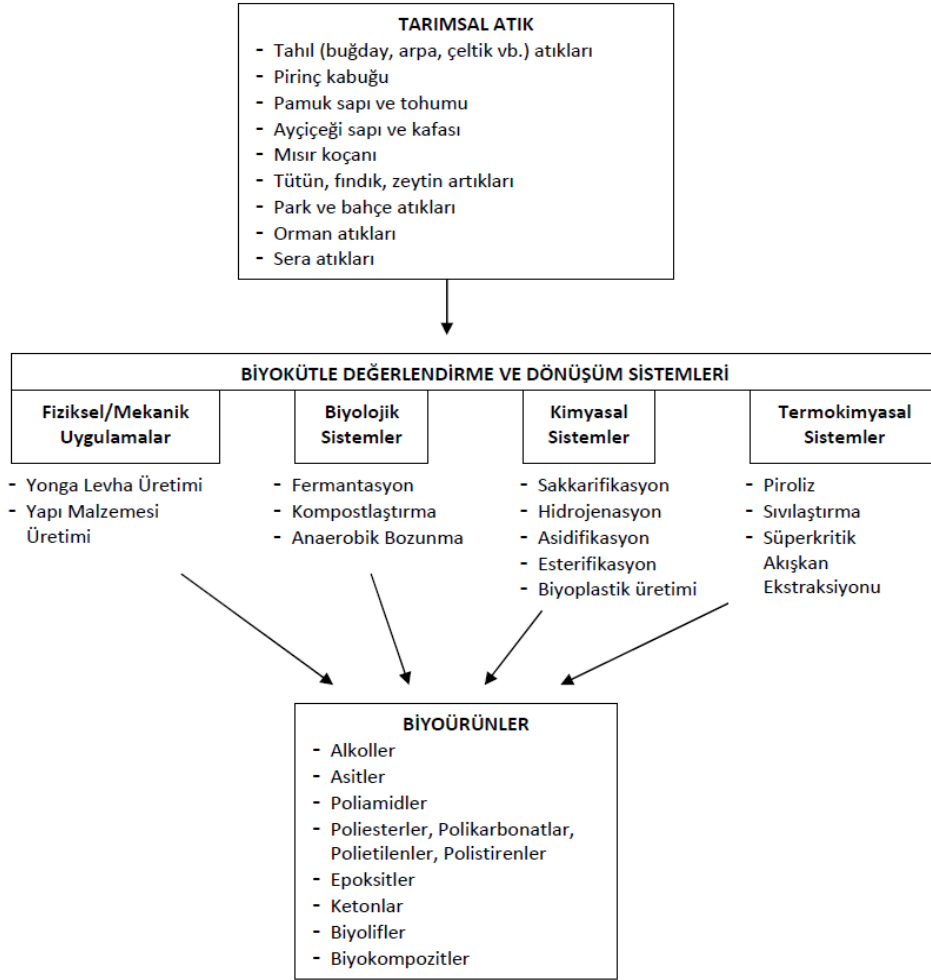 TARIMSAL ATIK
- Tahıl (buğday, arpa, çeltik vb.) atıkları
- Pirinç kabuğu
- Pamuk sapı ve tohumu
- Ayçiçeği sapı ve kafası
- Mısır koçanı
- Tütün, fındık, zeytin artıkları
- Park ve bahçe atıkları
- Orman atıkları
- Sera atıkları
BİYOKÜTLE DEĞERLENDİRME VE DÖNÜŞÜM SİSTEMLERİ
Fiziksel/Mekanik
Uygulamalar
- Yonga Levha Üretimi
- Yapı Malzemesi
Üretimi
Biyolojik
Sistemler
- Fermantasyon
- Kompostlaştırma
- Anaerobik Bozunma
Kimyasal
Sistemler
- Sakkarifikasyon
- Hidrojenasyon
- Asidifikasyon
- Esterifikasyon
- Biyoplastik üretimi
Termokimyasal
Sistemler
- Piroliz
- Sıvılaştırma
- Süperkritik
Akışkan
Ekstraksiyonu
BİYOÜRÜNLER
- Alkoller
- Asitler
- Poliamidler
- Poliesterler, Polikarbonatlar,
Polietilenler, Polistirenler
- Epoksitler
- Ketonlar
- Biyolifler
- Biyokompozitler